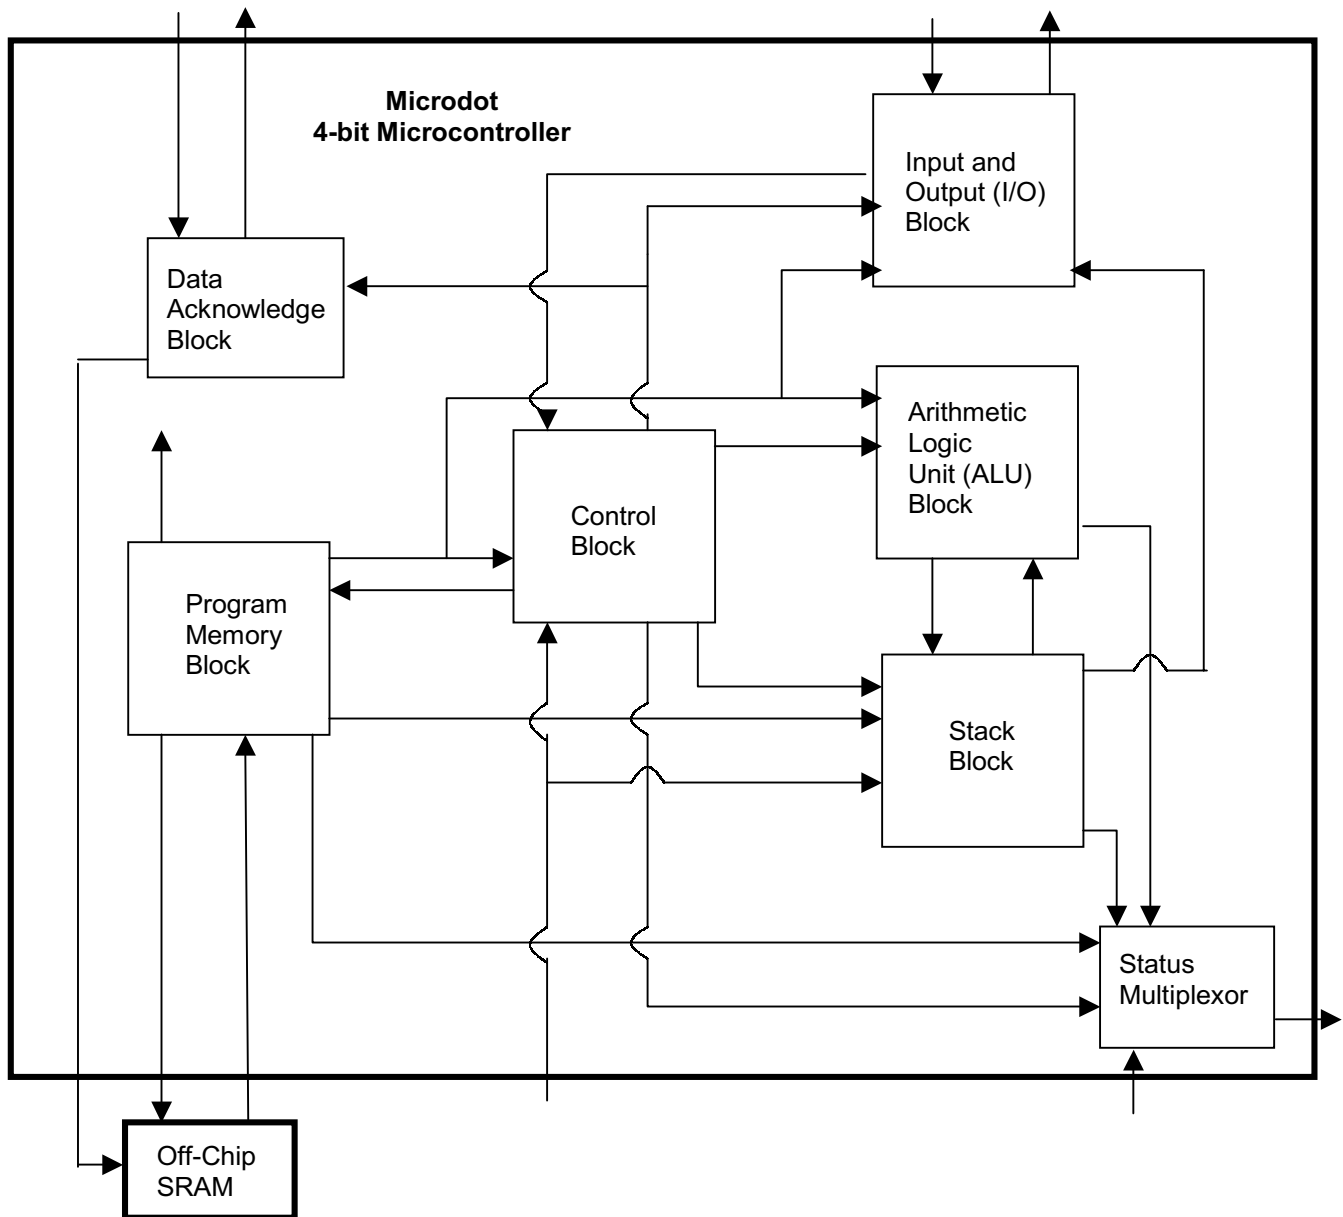 Microdot
4-bit Microcontroller
Input and
Output (I/O)
Block
Data
Acknowledge
Block
Arithmetic
Logic
Unit (ALU)
Block
Control
Block
Program
Memory
Block
Stack
Block
Status
Multiplexor
Off-Chip
SRAM